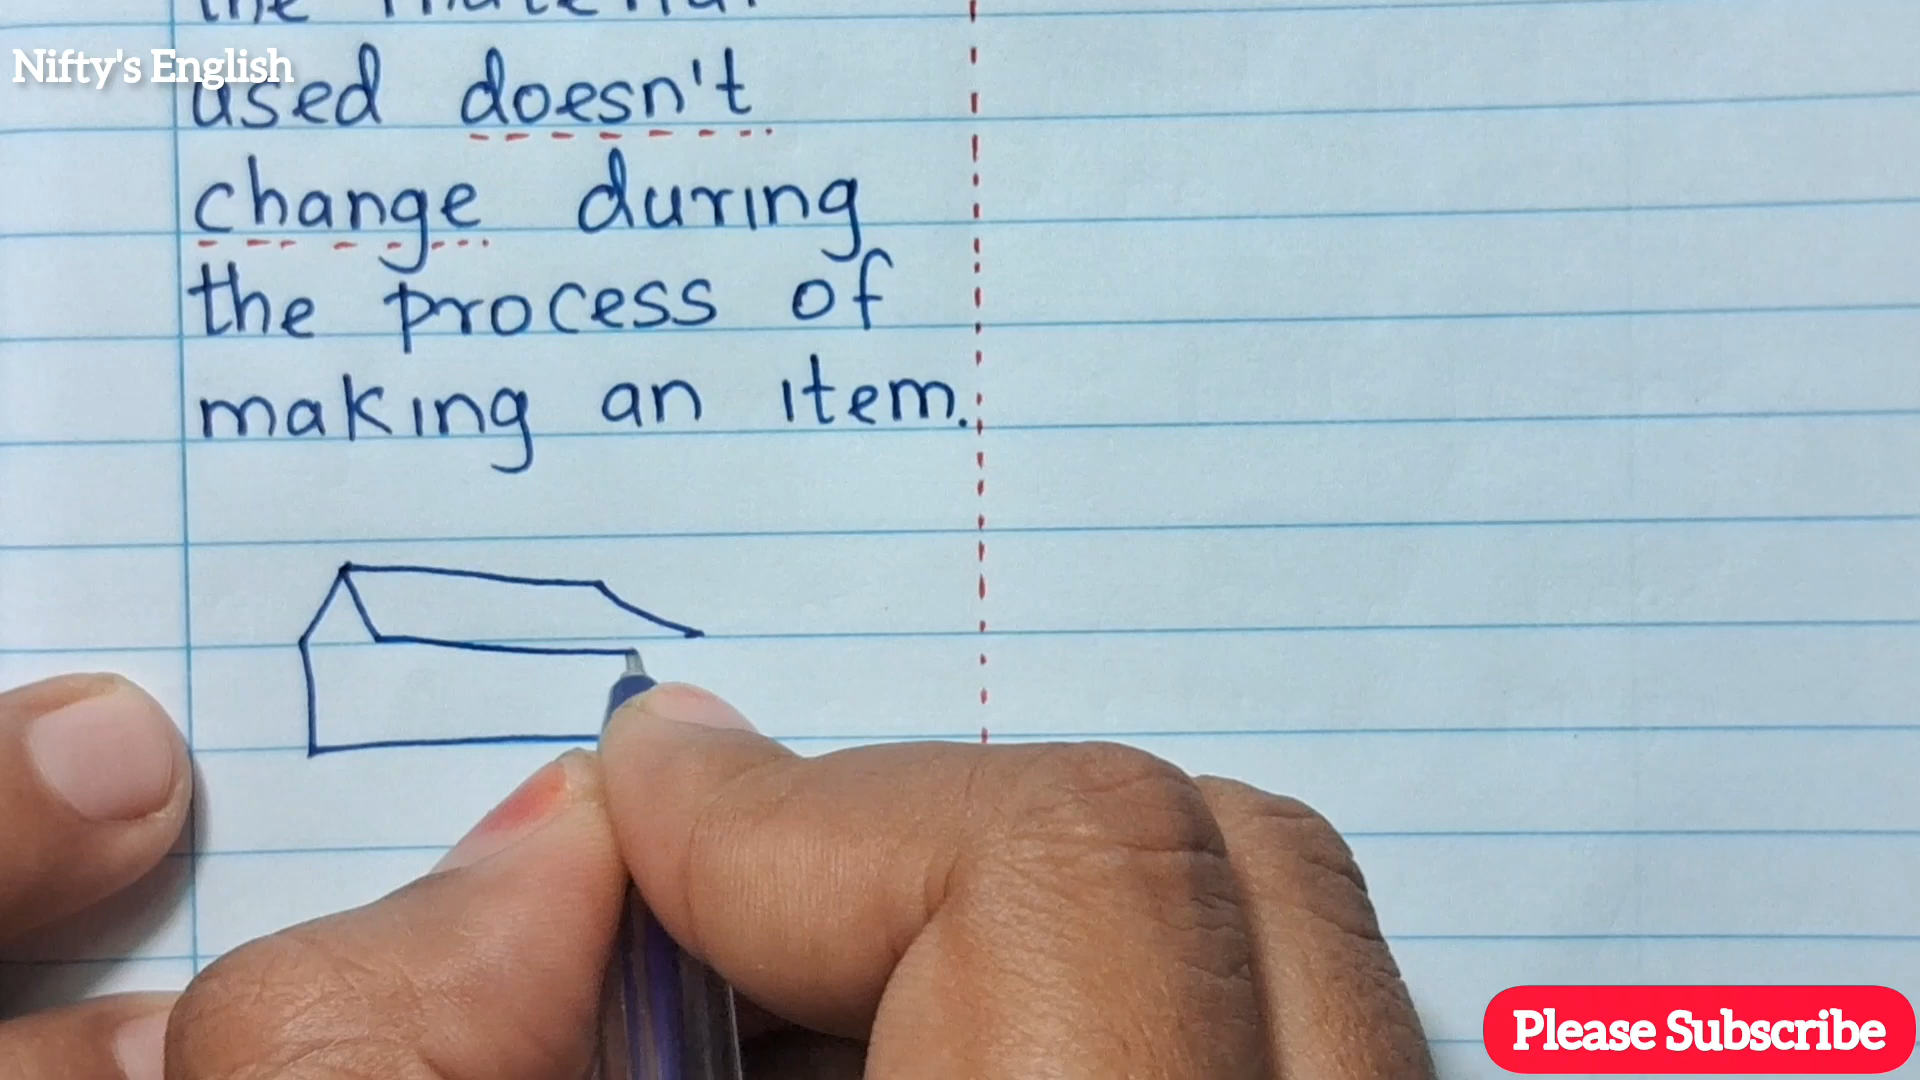 Nifty's English
used doesn't
change during
the process of
making an item.
Please Subscribe